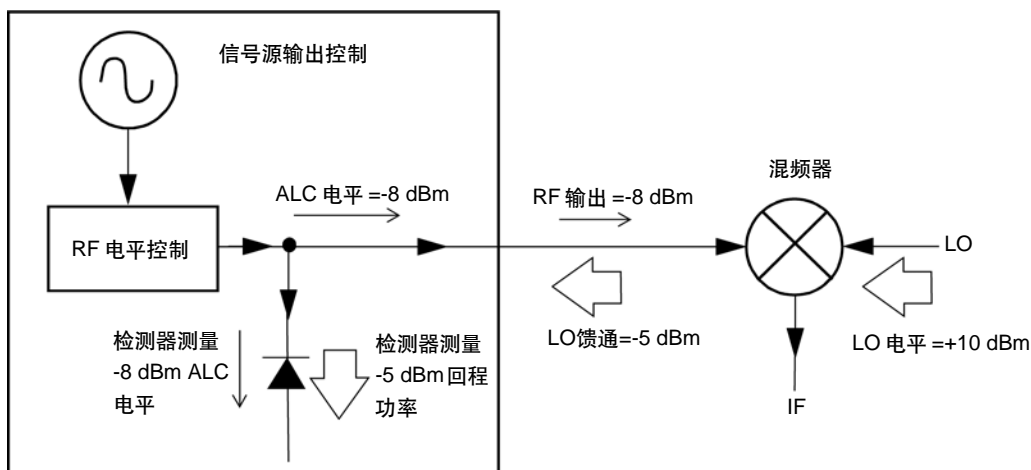 信号源输出控制
混频器
ALC 电平 =-8 dBm
RF 输出 =-8 dBm
RF 电平控制
LO
LO馈通=-5 dBm
LO 电平 =+10 dBm
检测器测量
-8 dBm ALC
电平
检测器测量
-5 dBm 回程
功率
IF